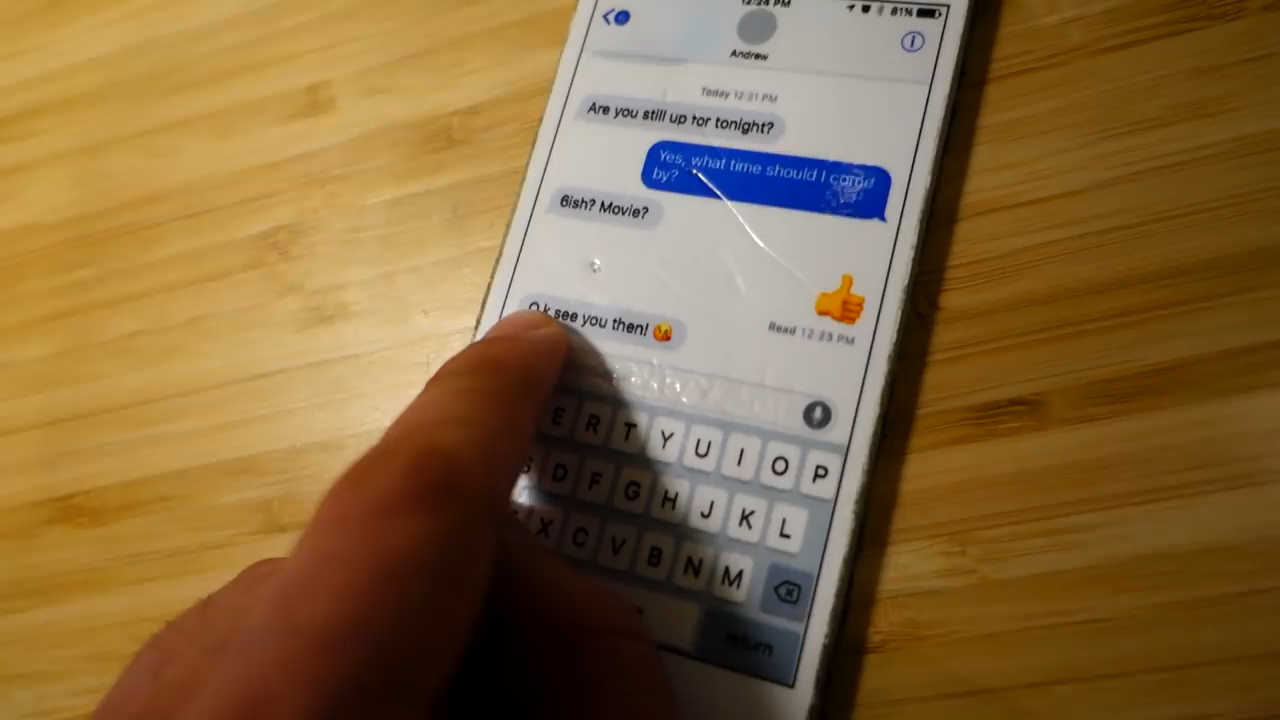 12:24 PM
81%
Andrew
Today 12:21 PM
Are you still up for tonight?
Yes, what time should I come
by?
6ish? Movie?
Read 12:23 PM
Ok see you then!
E R T Y U I O P
S D F G H J K L
X C V B N M
return